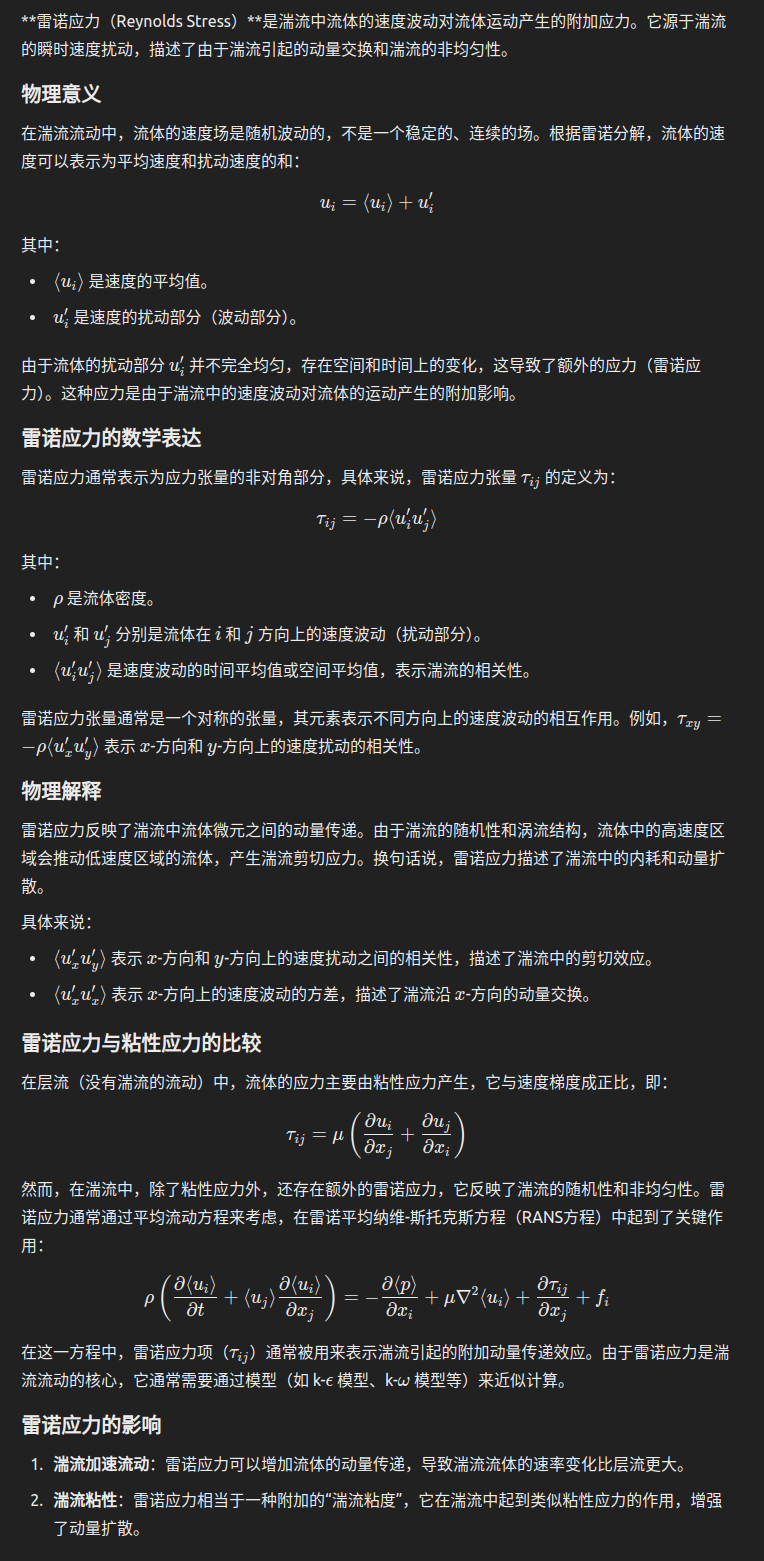 **雷诺应力（Reynolds Stress）**是湍流中流体的速度波动对流体运动产生的附加应力。它源于湍流
的瞬时速度扰动，描述了由于湍流引起的动量交换和湍流的非均匀性。
物理意义
在湍流流动中，流体的速度场是随机波动的，不是一个稳定的、连续的场。根据雷诺分解，流体的速
度可以表示为平均速度和扰动速度的和：
$u_i = \langle u_i \rangle + u_i'$
其中：
• $\langle u_i \rangle$ 是速度的平均值。
• $u_i'$ 是速度的扰动部分（波动部分）。
由于流体的扰动部分 $u_i'$ 并不完全均匀，存在空间和时间上的变化，这导致了额外的应力（雷诺应
力）。这种应力是由于湍流中的速度波动对流体的运动产生的附加影响。
雷诺应力的数学表达
雷诺应力通常表示为应力张量的非对角部分，具体来说，雷诺应力张量 $\tau_{ij}$ 的定义为：
$\tau_{ij} = -\rho \langle u_i' u_j' \rangle$
其中：
• $\rho$ 是流体密度。
• $u_i'$ 和 $u_j'$ 分别是流体在 $i$ 和 $j$ 方向上的速度波动（扰动部分）。
• $\langle u_i' u_j' \rangle$ 是速度波动的时间平均值或空间平均值，表示湍流的相关性。
雷诺应力张量通常是一个对称的张量，其元素表示不同方向上的速度波动的相互作用。例如，$\tau_{xy} =$
$-\rho \langle u_x' u_y' \rangle$ 表示 $x$-方向和 $y$-方向上的速度扰动的相关性。
物理解释
雷诺应力反映了湍流中流体微元之间的动量传递。由于湍流的随机性和涡流结构，流体中的高速度区
域会推动低速度区域的流体，产生湍流剪切应力。换句话说，雷诺应力描述了湍流中的内耗和动量扩
散。
具体来说：
• $\langle u_x' u_y' \rangle$ 表示 $x$-方向和 $y$-方向上的速度扰动之间的相关性，描述了湍流中的剪切效应。
• $\langle u_x' u_x' \rangle$ 表示 $x$-方向上的速度波动的方差，描述了湍流沿 $x$-方向的动量交换。
雷诺应力与粘性应力的比较
在层流（没有湍流的流动）中，流体的应力主要由粘性应力产生，它与速度梯度成正比，即：
$\tau_{ij} = \mu \left( \frac{\partial u_i}{\partial x_j} + \frac{\partial u_j}{\partial x_i} \right)$
然而，在湍流中，除了粘性应力外，还存在额外的雷诺应力，它反映了湍流的随机性和非均匀性。雷
诺应力通常通过平均流动方程来考虑，在雷诺平均纳维-斯托克斯方程（RANS方程）中起到了关键作
用：
$\rho \left( \frac{\partial \langle u_i \rangle}{\partial t} + \langle u_j \rangle \frac{\partial \langle u_i \rangle}{\partial x_j} \right) = -\frac{\partial \langle p \rangle}{\partial x_i} + \mu \nabla^2 \langle u_i \rangle + \frac{\partial \tau_{ij}}{\partial x_j} + f_i$
在这一方程中，雷诺应力项（$\tau_{ij}$）通常被用来表示湍流引起的附加动量传递效应。由于雷诺应力是湍
流流动的核心，它通常需要通过模型（如 k-$\epsilon$ 模型、k-$\omega$ 模型等）来近似计算。
雷诺应力的影响
1. 湍流加速流动：雷诺应力可以增加流体的动量传递，导致湍流流体的速率变化比层流更大。
2. 湍流粘性：雷诺应力相当于一种附加的“湍流粘度”，它在湍流中起到类似粘性应力的作用，增强
了动量扩散。